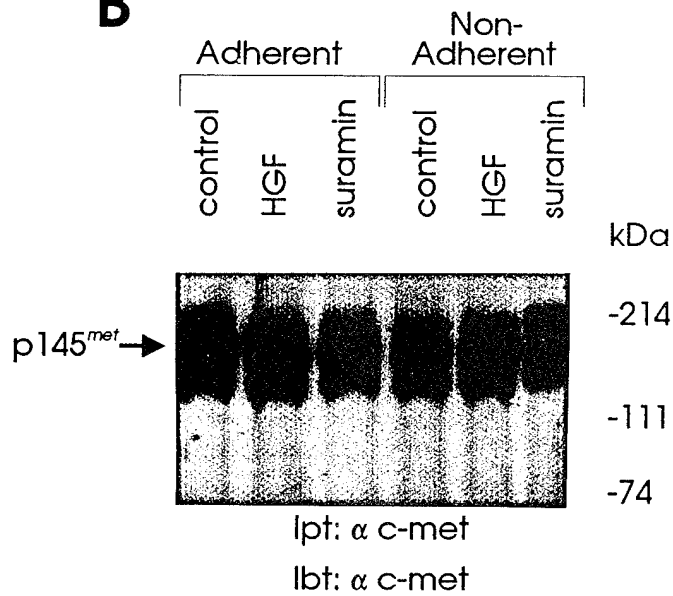 B
Adherent
Non-
Adherent
control
HGF
suramin
control
HGF
suramin
kDa
-214
p145met
-111
-74
Ipt: α c-met
Ibt: α c-met